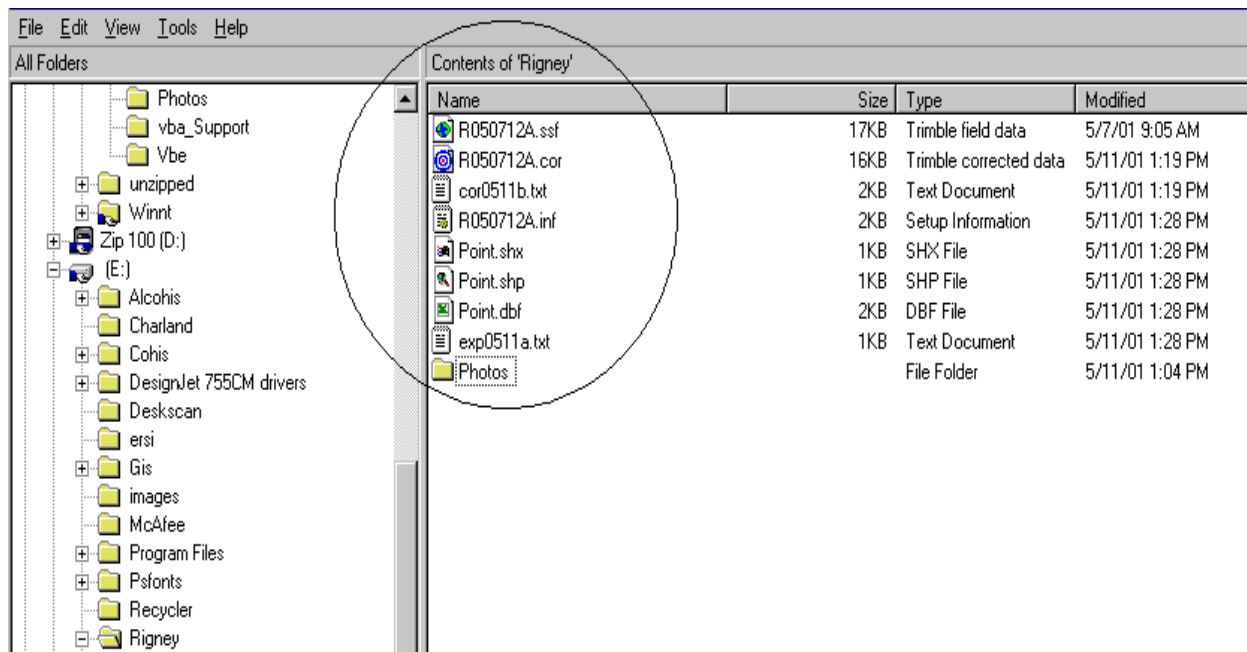 File Edit View Tools Help
All Folders
Contents of 'Rigney'
Photos
vba_Support
Vbe
unzipped
Winnt
Zip 100 (D:)
(E:)
Alcohis
Charland
Cohis
DesignJet 755CM drivers
Deskscan
ersi
Gis
images
McAfee
Program Files
Psfonts
Recycler
Rigney
Name Size Type Modified
R050712A.ssf 17KB Trimble field data 5/7/01 9:05 AM
R050712A.cor 16KB Trimble corrected data 5/11/01 1:19 PM
cor0511b.txt 2KB Text Document 5/11/01 1:19 PM
R050712A.inf 2KB Setup Information 5/11/01 1:28 PM
Point.shx 1KB SHX File 5/11/01 1:28 PM
Point.shp 1KB SHP File 5/11/01 1:28 PM
Point.dbf 2KB DBF File 5/11/01 1:28 PM
exp0511a.txt 1KB Text Document 5/11/01 1:28 PM
Photos File Folder 5/11/01 1:04 PM